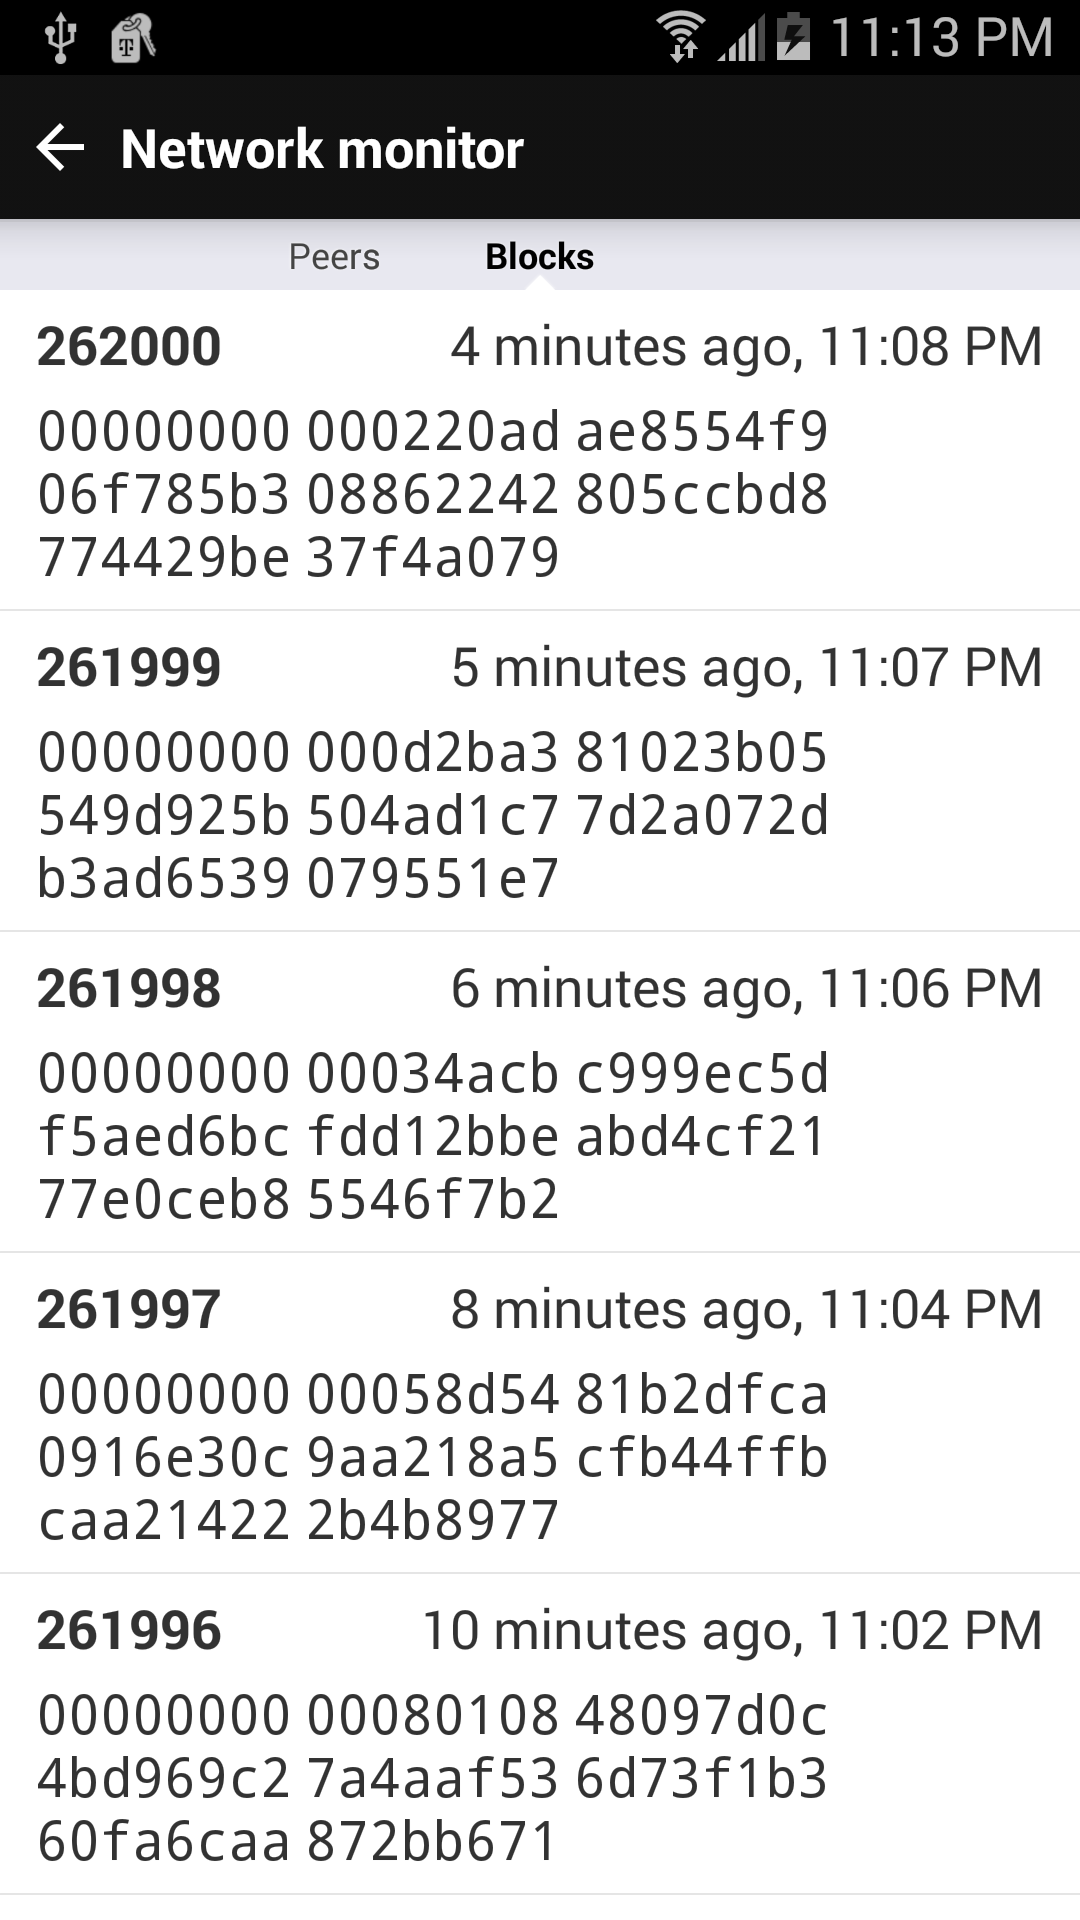 11:13 PM
Network monitor
Peers Blocks
262000 4 minutes ago, 11:08 PM
00000000 000220ad ae8554f9
06f785b3 08862242 805ccbd8
774429be 37f4a079
261999 5 minutes ago, 11:07 PM
00000000 000d2ba3 81023b05
549d925b 504ad1c7 7d2a072d
b3ad6539 079551e7
261998 6 minutes ago, 11:06 PM
00000000 00034acb c999ec5d
f5aed6bc fdd12bbe abd4cf21
77e0ceb8 5546f7b2
261997 8 minutes ago, 11:04 PM
00000000 00058d54 81b2dfca
0916e30c 9aa218a5 cfb44ffb
caa21422 2b4b8977
261996 10 minutes ago, 11:02 PM
00000000 00080108 48097d0c
4bd969c2 7a4aaf53 6d73f1b3
60fa6caa 872bb671